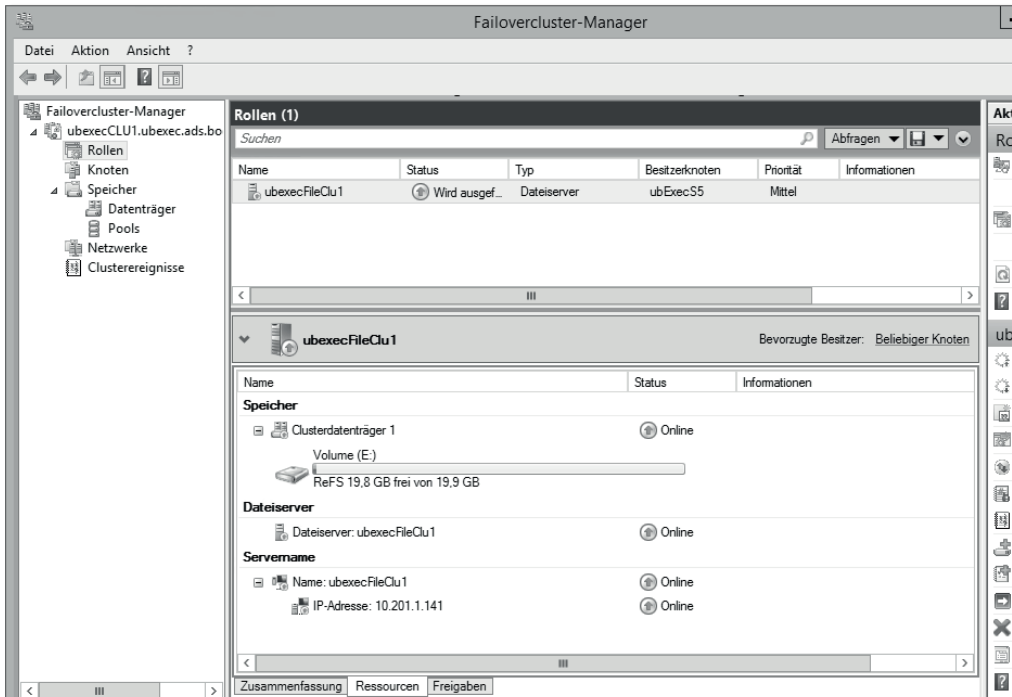 Failovercluster-Manager
Datei Aktion Ansicht ?
Failovercluster-Manager
ubexecCLU1.ubexec.ads.bo
Rollen
Knoten
Speicher
Datenträger
Pools
Netzwerke
Clusterereignisse
Rollen (1)
Suchen
Abfragen
Name Status Typ Besitzerknoten Priorität Informationen
ubexecFileClu1 Wird ausgef... Dateiserver ubExecS5 Mittel
ubexecFileClu1
Bevorzugte Besitzer: Beliebiger Knoten
Name Status Informationen
Speicher
Clusterdatenträger 1 Online
Volume (E:)
ReFS 19,8 GB frei von 19,9 GB
Dateiserver
Dateiserver: ubexecFileClu1 Online
Servername
Name: ubexecFileClu1 Online
IP-Adresse: 10.201.1.141 Online
Zusammenfassung Ressourcen Freigaben
Akt
Ro
ub